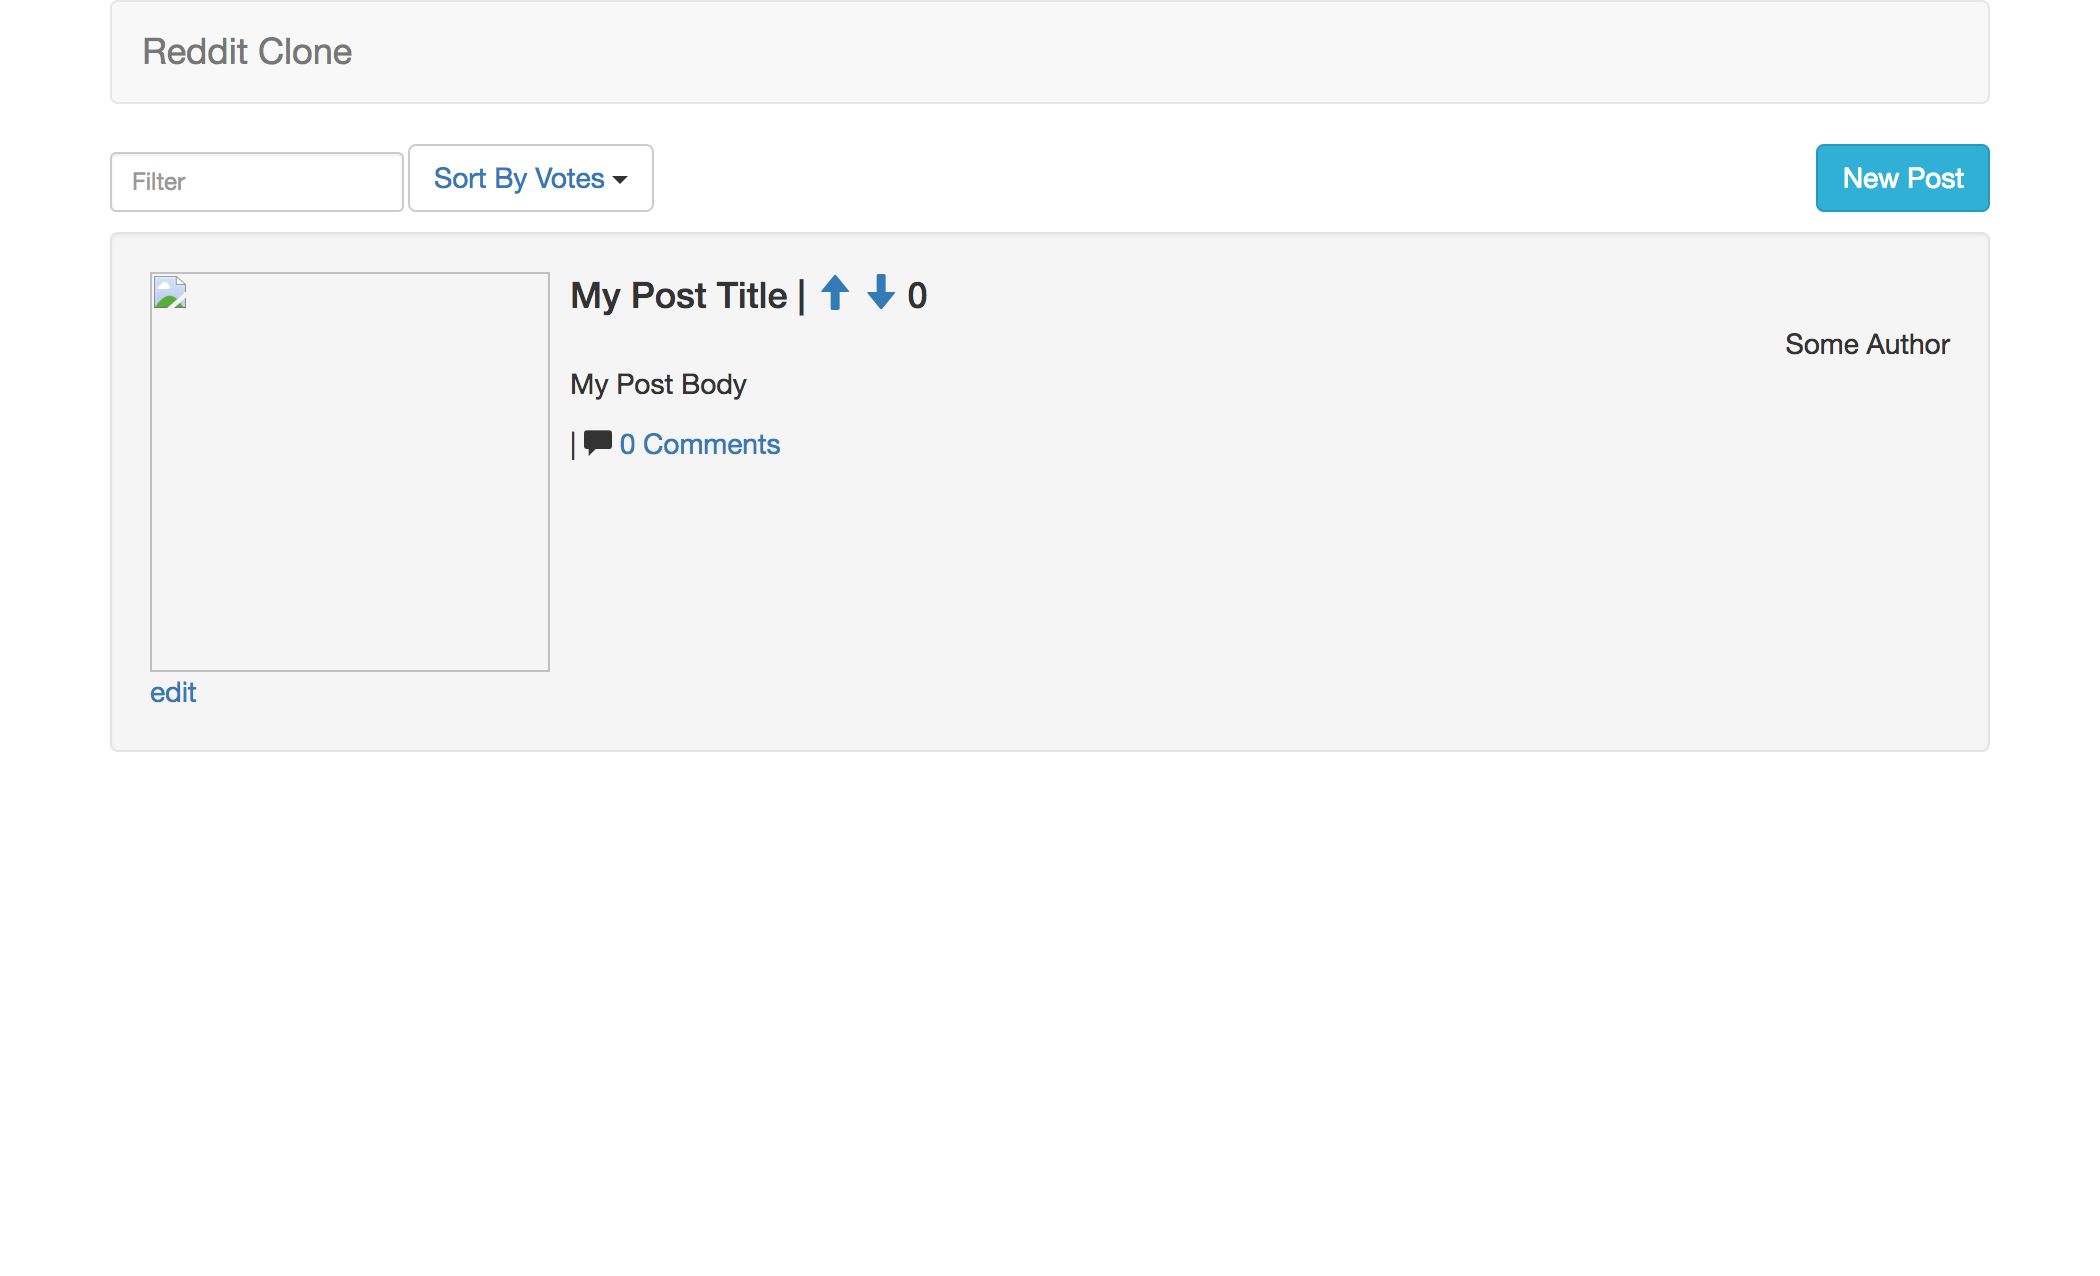 Reddit Clone
Filter
Sort By Votes
New Post
My Post Title | 0
Some Author
My Post Body
| 0 Comments
edit